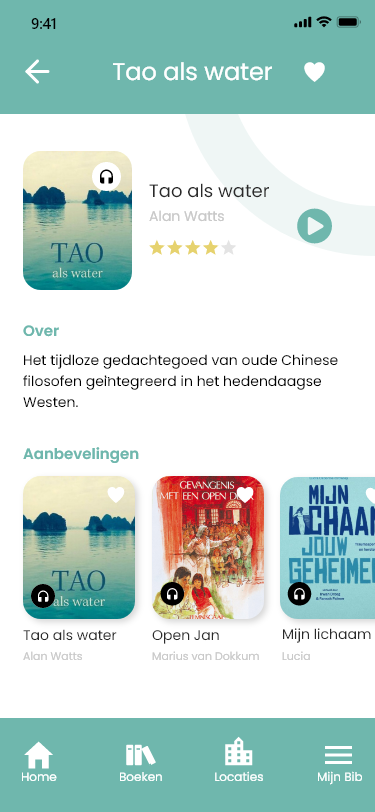 9:41
Tao als water
TAO
als water
Tao als water
Alan Watts
Over
Het tijdloze gedachtegoed van oude Chinese
filosofen geïntegreerd in het hedendaagse
Westen.
Aanbevelingen
TAO
als water
GEVANGENIS
MET EEN OPEN
MIJN
LICHAAM
JOUW
GEHEIMEN
Tao als water
Open Jan
Mijn lichaam
Alan Watts
Marius van Dokkum
Lucia
Home
Boeken
Locaties
Mijn Bib